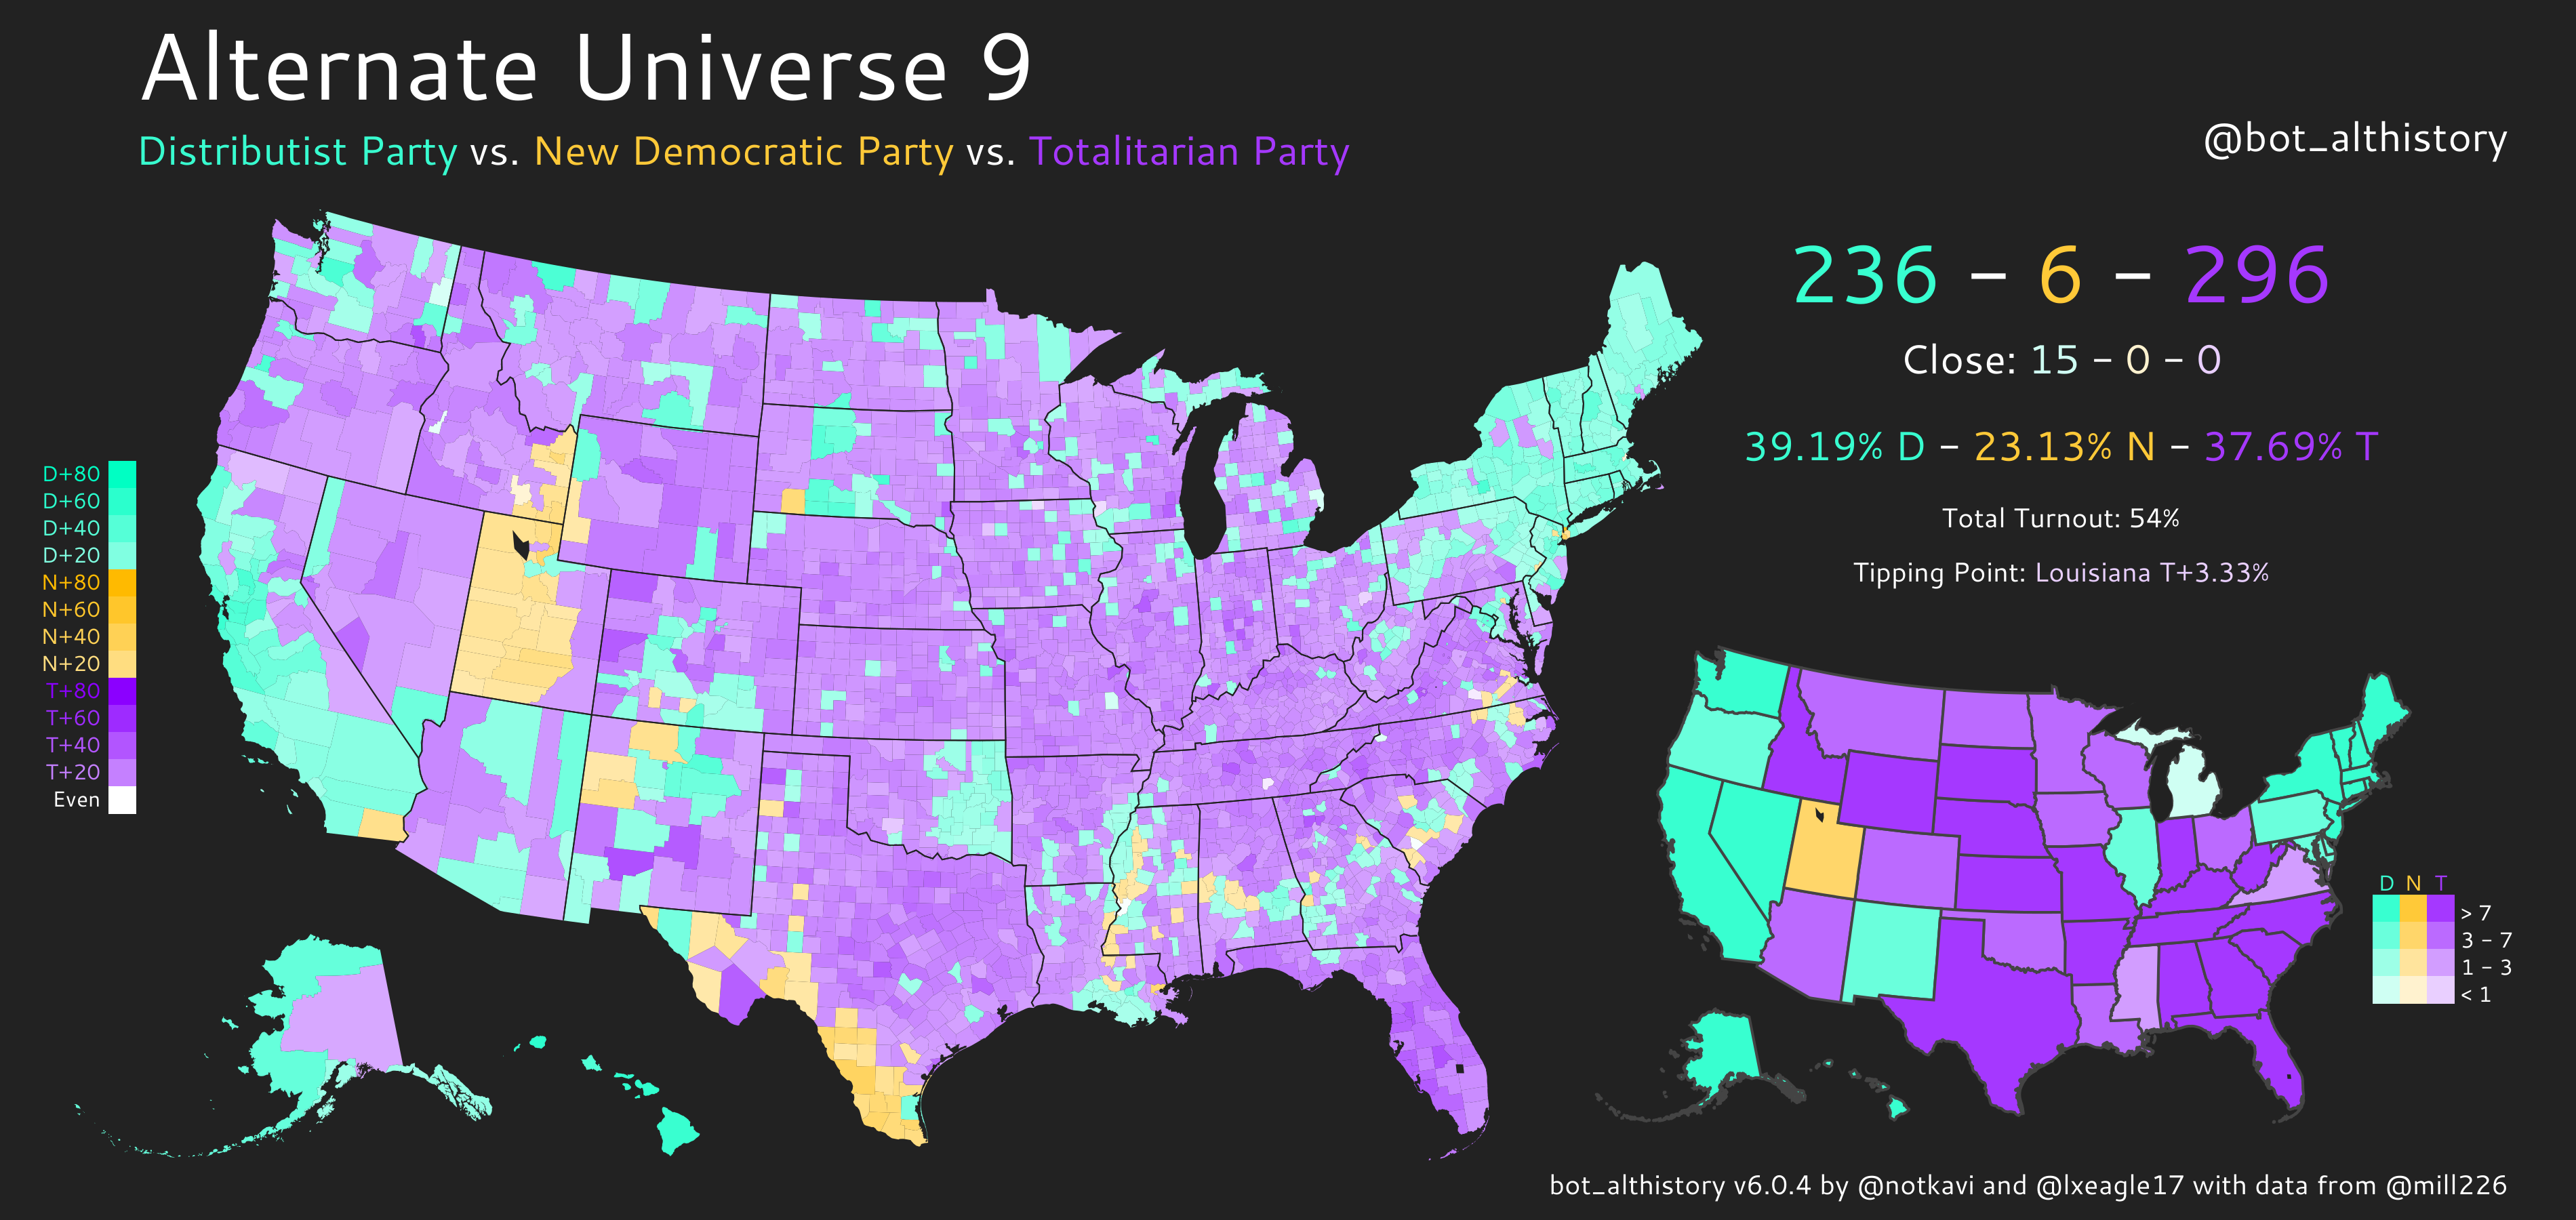 Alternate Universe 9
Distributist Party vs. New Democratic Party vs. Totalitarian Party
@bot_althistory
236 – 6 – 296
Close: 15 – 0 – 0
39.19% D – 23.13% N – 37.69% T
Total Turnout: 54%
Tipping Point: Louisiana T+3.33%
D+80
D+60
D+40
D+20
N+80
N+60
N+40
N+20
T+80
T+60
T+40
T+20
Even
D N T
> 7
3 – 7
1 – 3
< 1
bot_althistory v6.0.4 by @notkavi and @lxeagle17 with data from @mill226